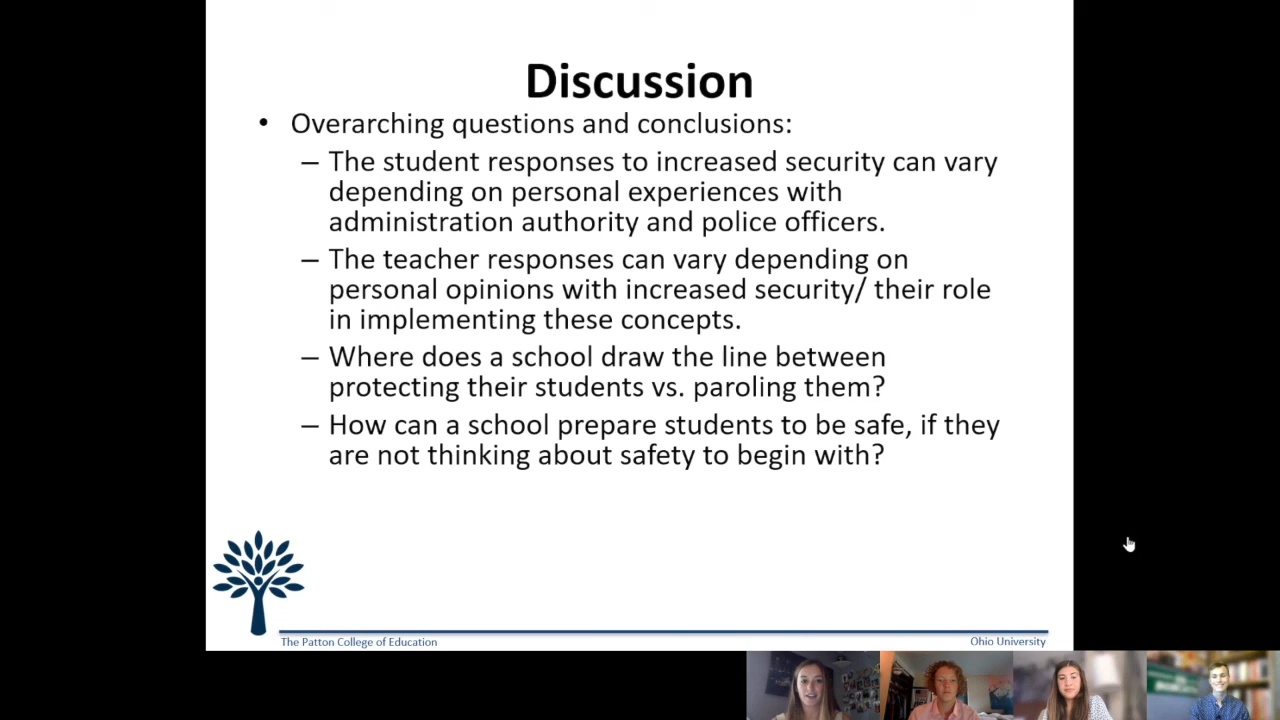 Discussion
• Overarching questions and conclusions:
– The student responses to increased security can vary
depending on personal experiences with
administration authority and police officers.
– The teacher responses can vary depending on
personal opinions with increased security/ their role
in implementing these concepts.
– Where does a school draw the line between
protecting their students vs. paroling them?
– How can a school prepare students to be safe, if they
are not thinking about safety to begin with?
The Patton College of Education
Ohio University